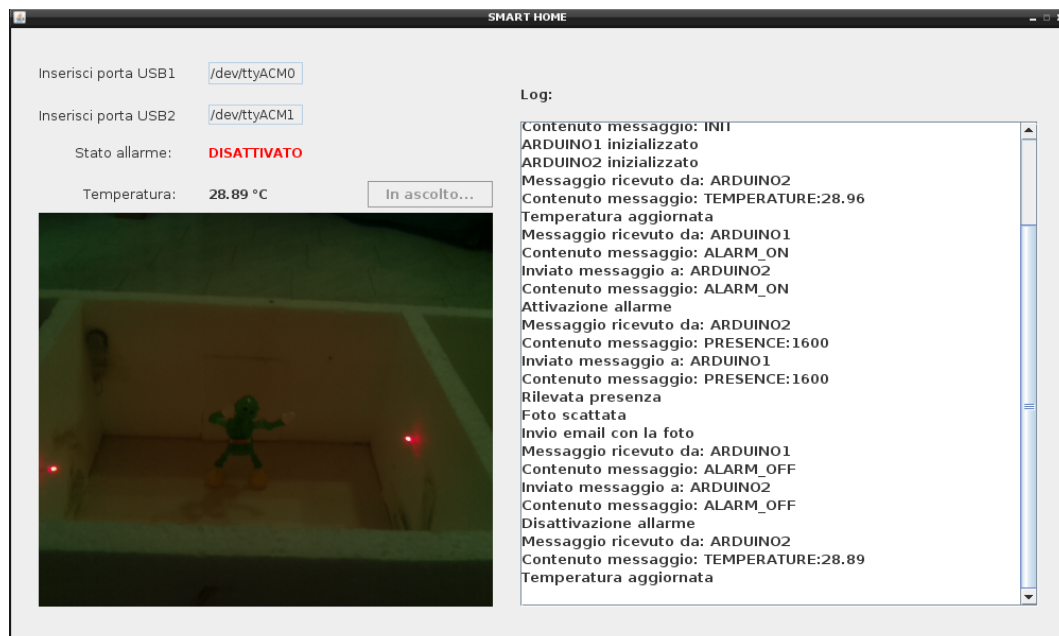 SMART HOME
Inserisci porta USB1
/dev/ttyACM0
Inserisci porta USB2
/dev/ttyACM1
Stato allarme:
DISATTIVATO
Temperatura:
28.89 °C
In ascolto...
Log:
Contenuto messaggio: INIT
ARDUINO1 inizializzato
ARDUINO2 inizializzato
Messaggio ricevuto da: ARDUINO2
Contenuto messaggio: TEMPERATURE:28.96
Temperatura aggiornata
Messaggio ricevuto da: ARDUINO1
Contenuto messaggio: ALARM_ON
Inviato messaggio a: ARDUINO2
Contenuto messaggio: ALARM_ON
Attivazione allarme
Messaggio ricevuto da: ARDUINO2
Contenuto messaggio: PRESENCE:1600
Inviato messaggio a: ARDUINO1
Contenuto messaggio: PRESENCE:1600
Rilevata presenza
Foto scattata
Invio email con la foto
Messaggio ricevuto da: ARDUINO1
Contenuto messaggio: ALARM_OFF
Inviato messaggio a: ARDUINO2
Contenuto messaggio: ALARM_OFF
Disattivazione allarme
Messaggio ricevuto da: ARDUINO2
Contenuto messaggio: TEMPERATURE:28.89
Temperatura aggiornata